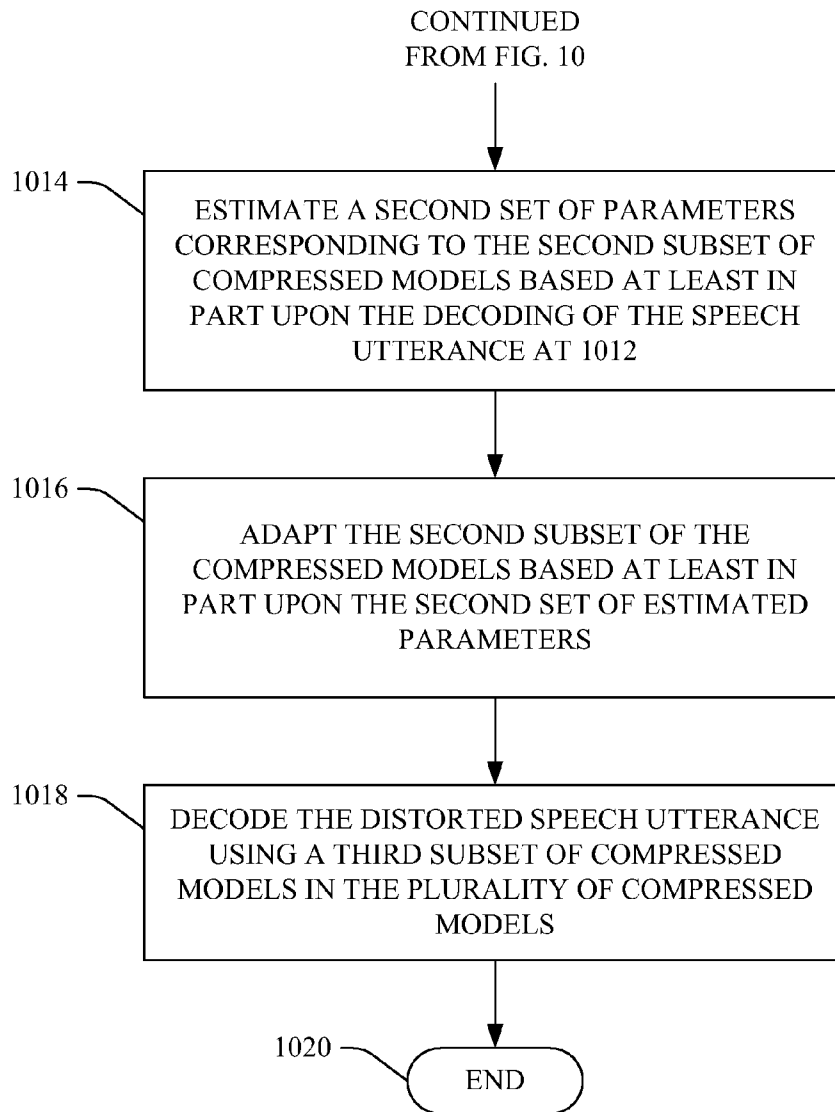 CONTINUED
FROM FIG. 10
1014
ESTIMATE A SECOND SET OF PARAMETERS
CORRESPONDING TO THE SECOND SUBSET OF
COMPRESSED MODELS BASED AT LEAST IN
PART UPON THE DECODING OF THE SPEECH
UTTERANCE AT 1012
1016
ADAPT THE SECOND SUBSET OF THE
COMPRESSED MODELS BASED AT LEAST IN
PART UPON THE SECOND SET OF ESTIMATED
PARAMETERS
1018
DECODE THE DISTORTED SPEECH UTTERANCE
USING A THIRD SUBSET OF COMPRESSED
MODELS IN THE PLURALITY OF COMPRESSED
MODELS
1020
END